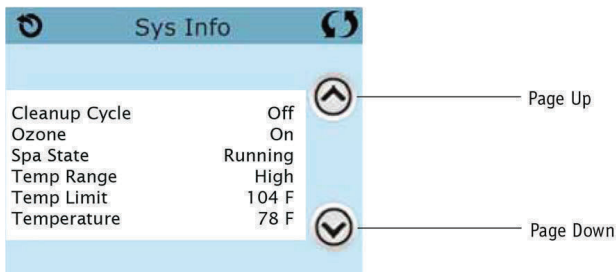 Sys Info
Cleanup Cycle Off
Ozone On
Spa State Running
Temp Range High
Temp Limit 104 F
Temperature 78 F
Page Up
Page Down